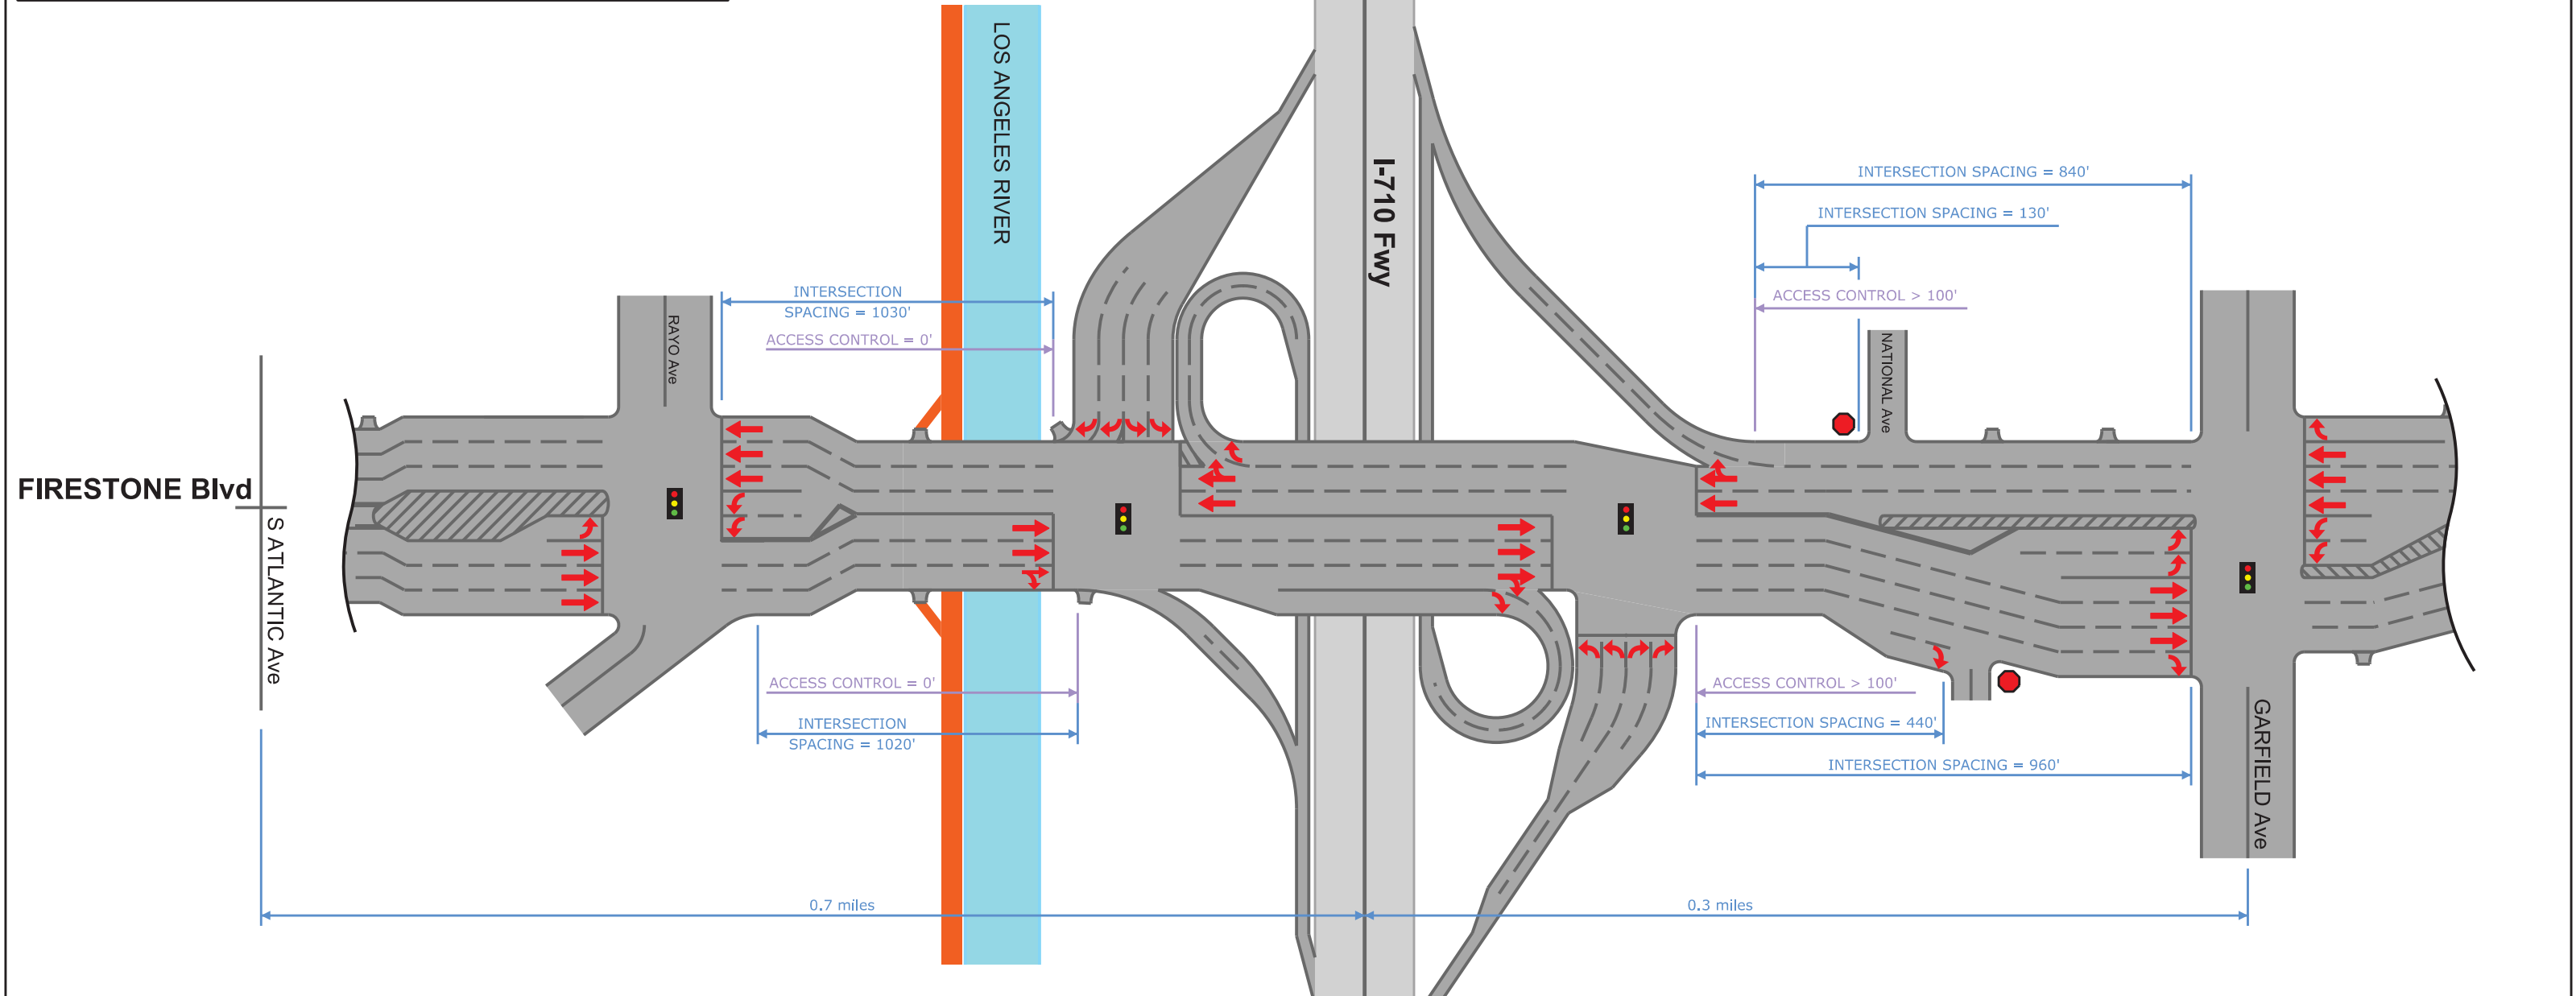 LOS ANGELES RIVER
I-710 Fwy
INTERSECTION SPACING = 840'
INTERSECTION SPACING = 130'
INTERSECTION
SPACING = 1030'
ACCESS CONTROL > 100'
ACCESS CONTROL = 0'
RAYO Ave
NATIONAL Ave
FIRESTONE Blvd
S ATLANTIC Ave
ACCESS CONTROL = 0'
ACCESS CONTROL > 100'
INTERSECTION
SPACING = 1020'
INTERSECTION SPACING = 440'
INTERSECTION SPACING = 960'
GARFIELD Ave
0.7 miles
0.3 miles